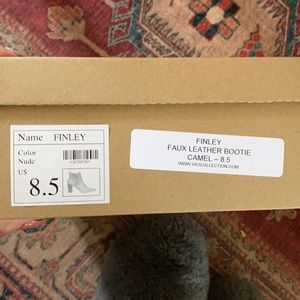 Name FINLEY
Color
Nude
US
8.5
FINLEY
FAUX LEATHER BOOTIE
CAMEL – 8.5
WWW.VICICOLLECTION.COM